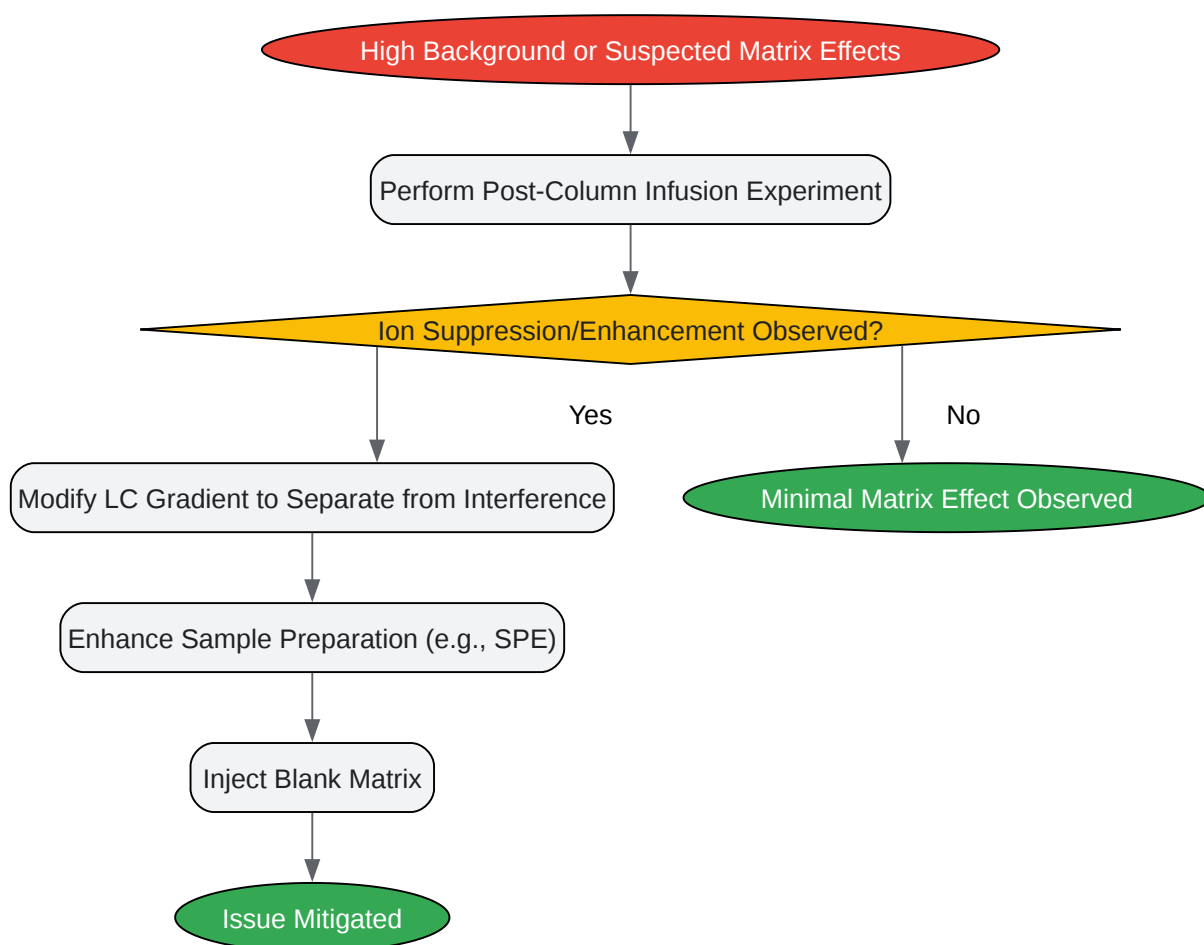 High Background or Suspected Matrix Effects
Perform Post-Column Infusion Experiment
Ion Suppression/Enhancement Observed?
Yes
No
Modify LC Gradient to Separate from Interference
Minimal Matrix Effect Observed
Enhance Sample Preparation (e.g., SPE)
Inject Blank Matrix
Issue Mitigated